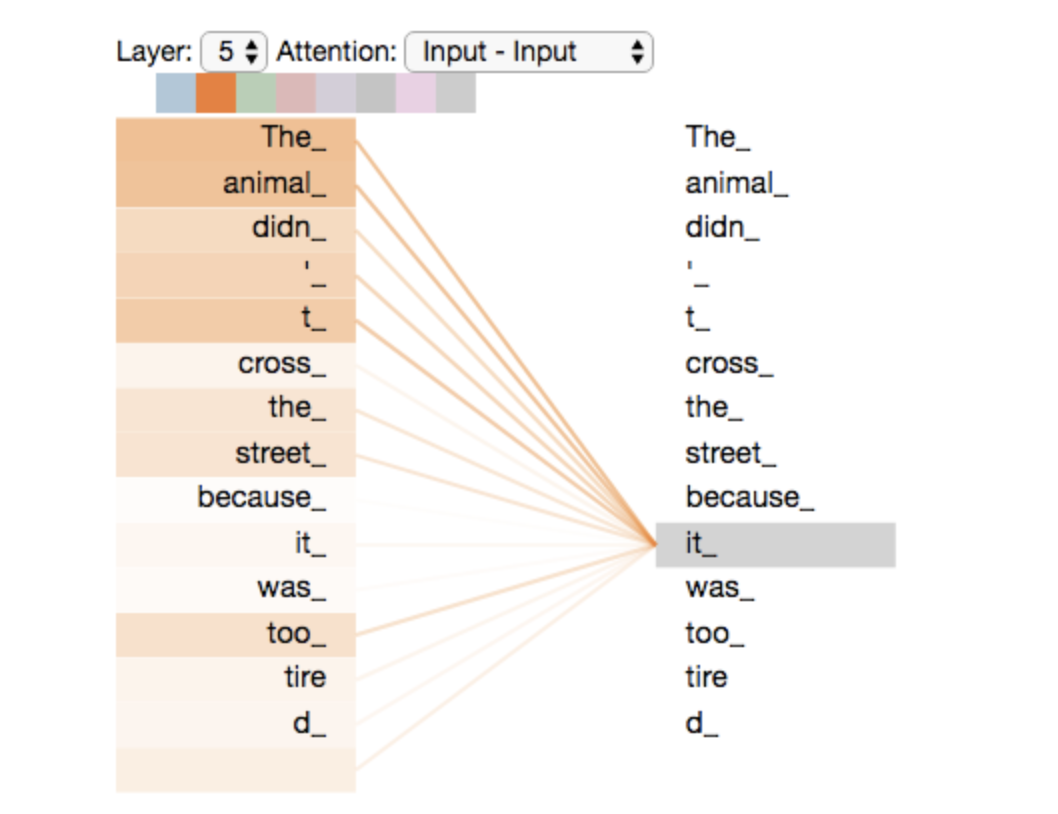 Layer: 5 Attention: Input - Input
The_ The_
animal_ animal_
didn_ didn_
'_ '_
t_ t_
cross_ cross_
the_ the_
street_ street_
because_ because_
it_ it_
was_ was_
too_ too_
tire tire
d_ d_